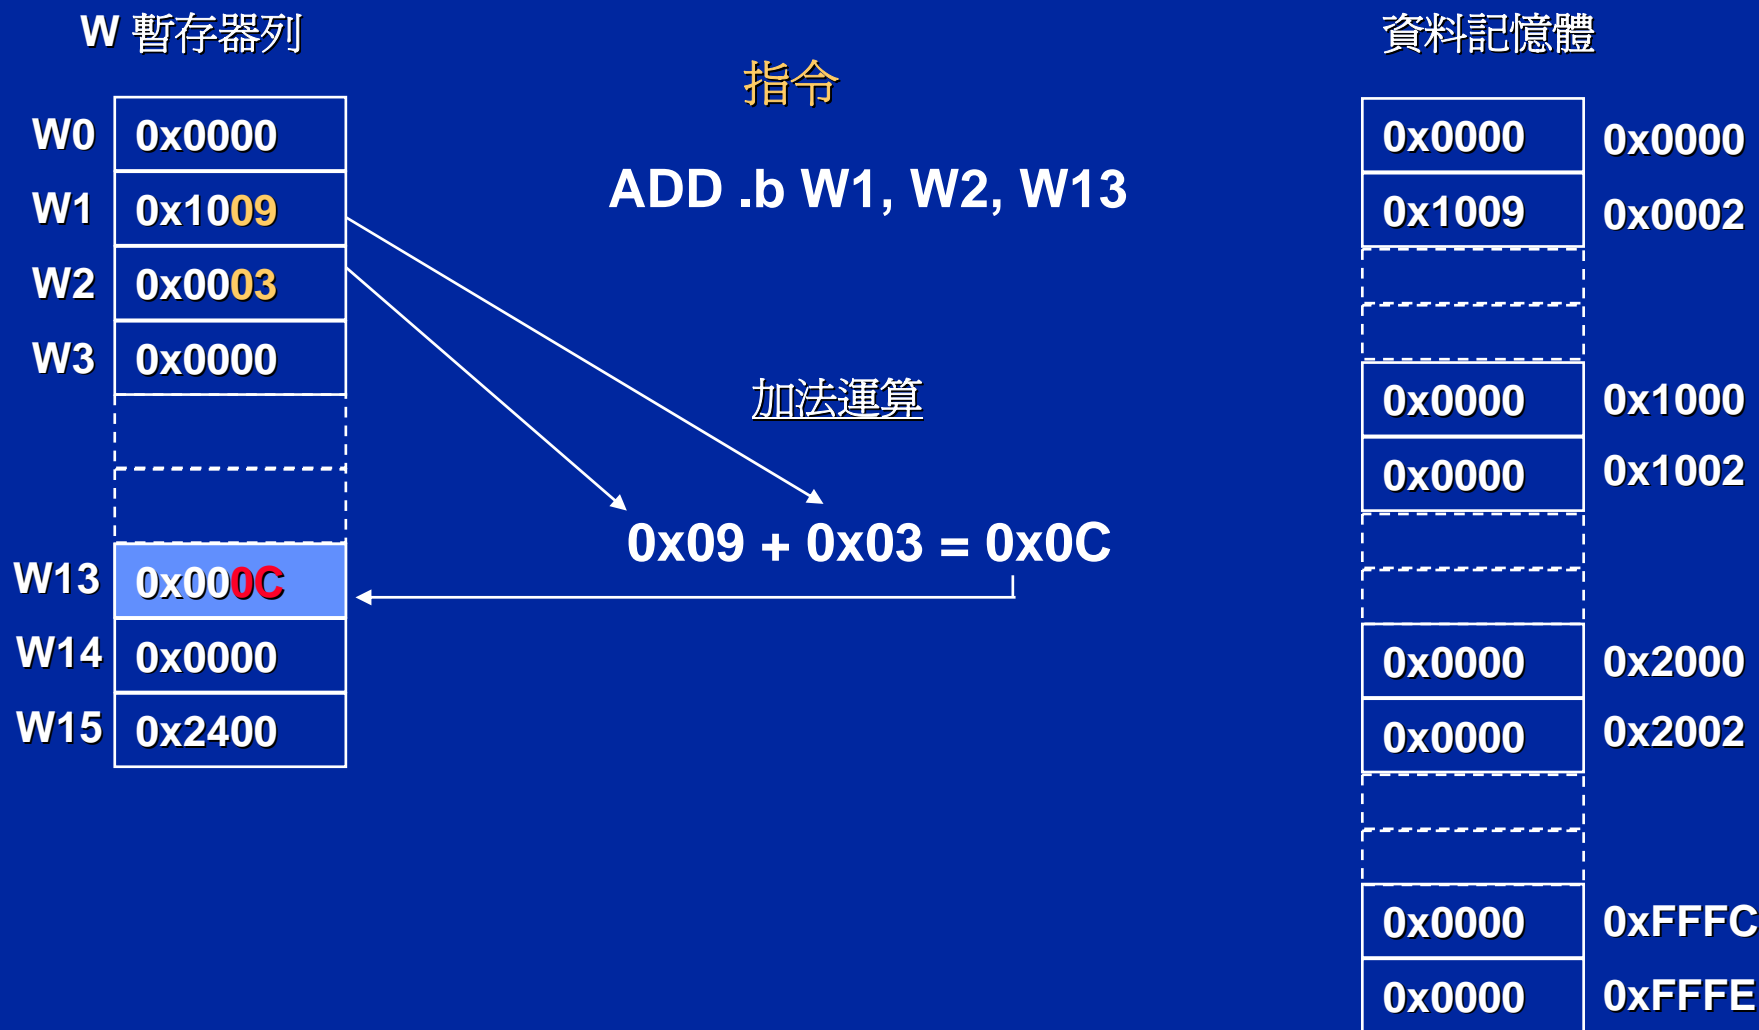 W 暫存器列
W0 0x0000
W1 0x1009
W2 0x0003
W3 0x0000
W13 0x000C
W14 0x0000
W15 0x2400
指令
ADD .b W1, W2, W13
加法運算
0x09 + 0x03 = 0x0C
資料記憶體
0x0000 0x0000
0x1009 0x0002
0x0000 0x1000
0x0000 0x1002
0x0000 0x2000
0x0000 0x2002
0x0000 0xFFFC
0x0000 0xFFFE